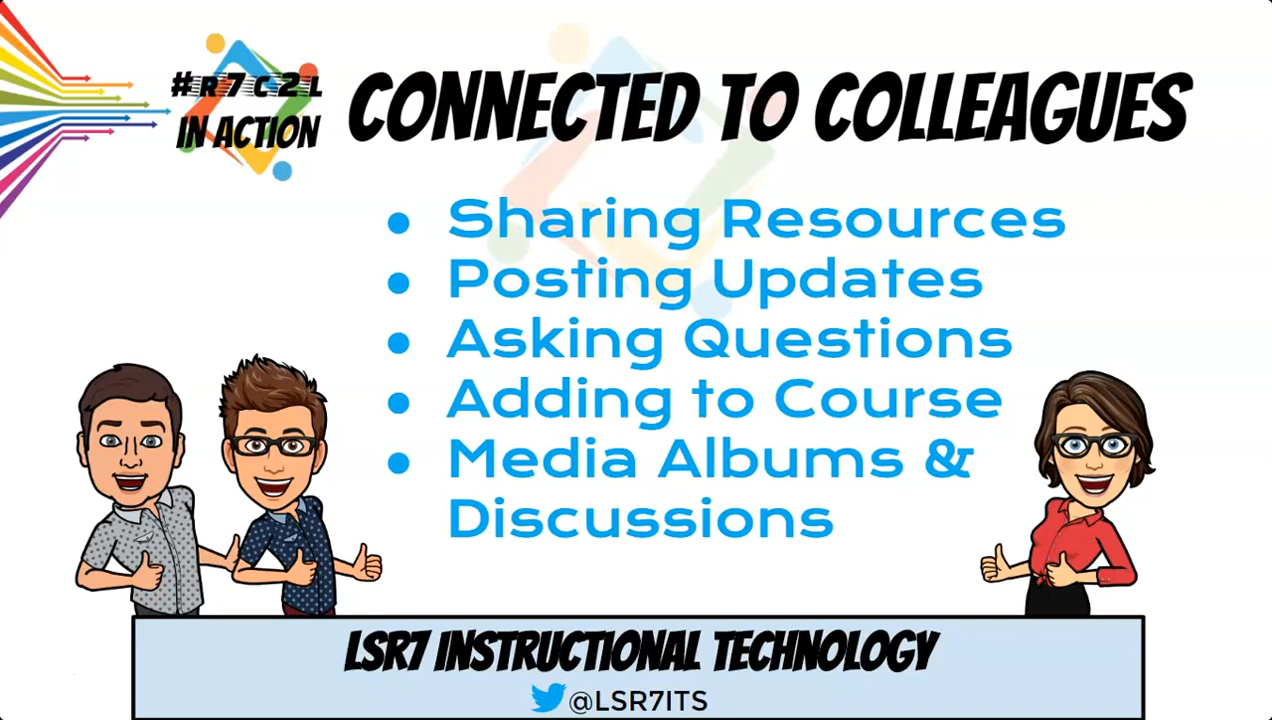 #R7C2L
IN ACTION
CONNECTED TO COLLEAGUES
● Sharing Resources
● Posting Updates
● Asking Questions
● Adding to Course
● Media Albums &
Discussions
LSR7 INSTRUCTIONAL TECHNOLOGY
@LSR7ITS